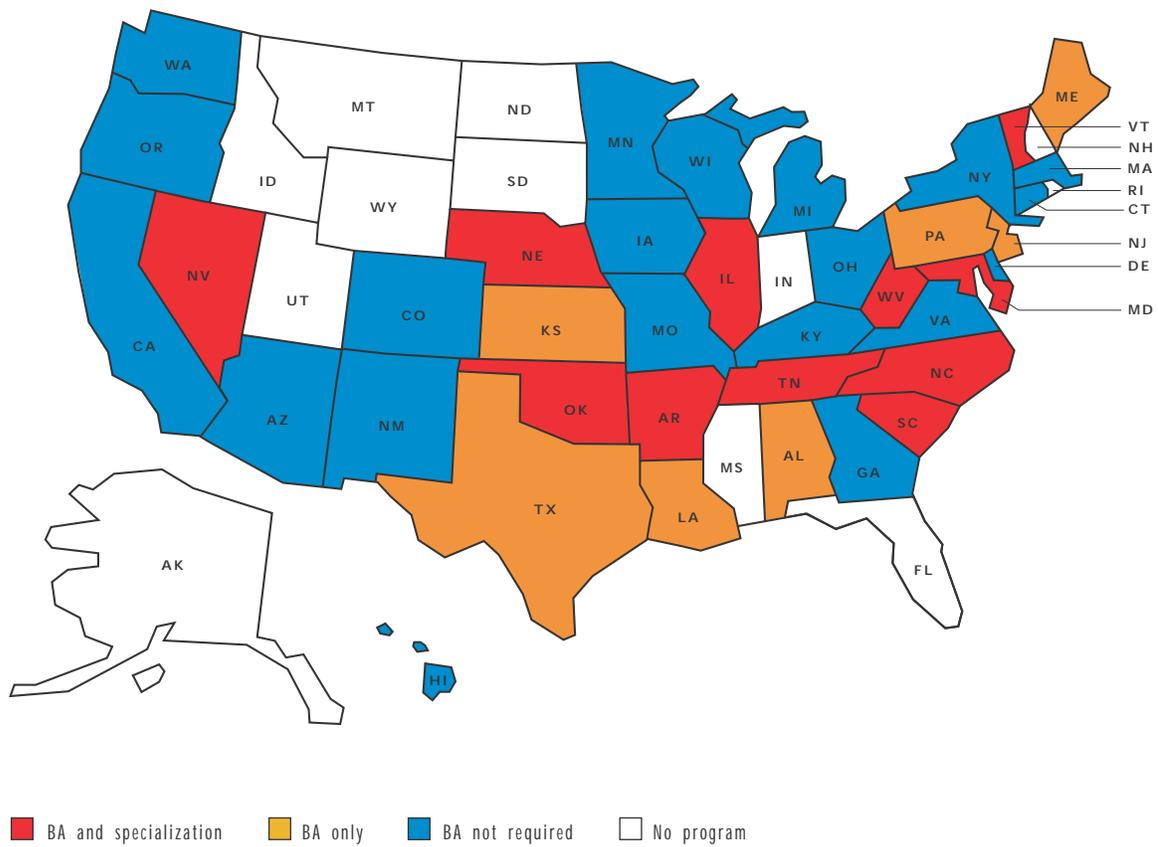 WA
MT
ND
ME
MN
VT
OR
NH
WI
MA
ID
SD
NY
RI
WY
MI
CT
IA
PA
NJ
NE
OH
DE
NV
IL
IN
UT
WV
MD
CO
VA
KS
MO
KY
CA
NC
TN
OK
AR
AZ
NM
SC
AL
MS
GA
TX
LA
AK
FL
HI
BA and specialization
BA only
BA not required
No program